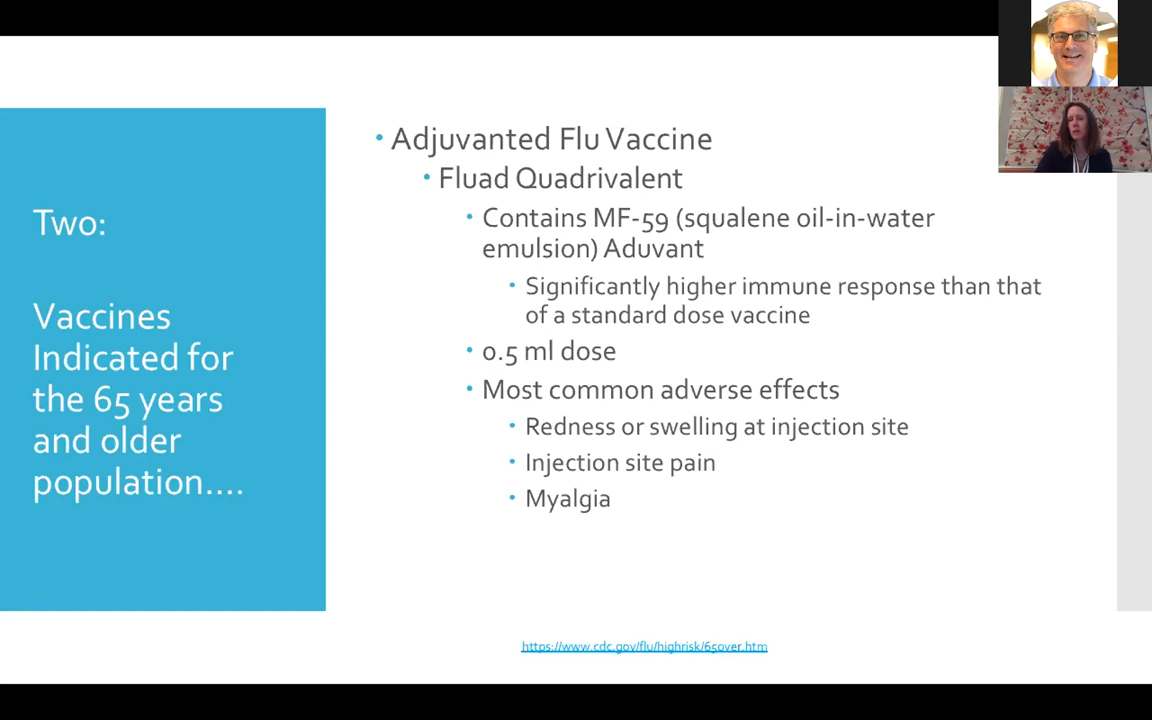 Two:
Vaccines
Indicated for
the 65 years
and older
population....
Adjuvanted Flu Vaccine
Fluad Quadrivalent
Contains MF-59 (squalene oil-in-water
emulsion) Aduvant
Significantly higher immune response than that
of a standard dose vaccine
0.5 ml dose
Most common adverse effects
Redness or swelling at injection site
Injection site pain
Myalgia
https://www.cdc.gov/flu/highrisk/65over.htm